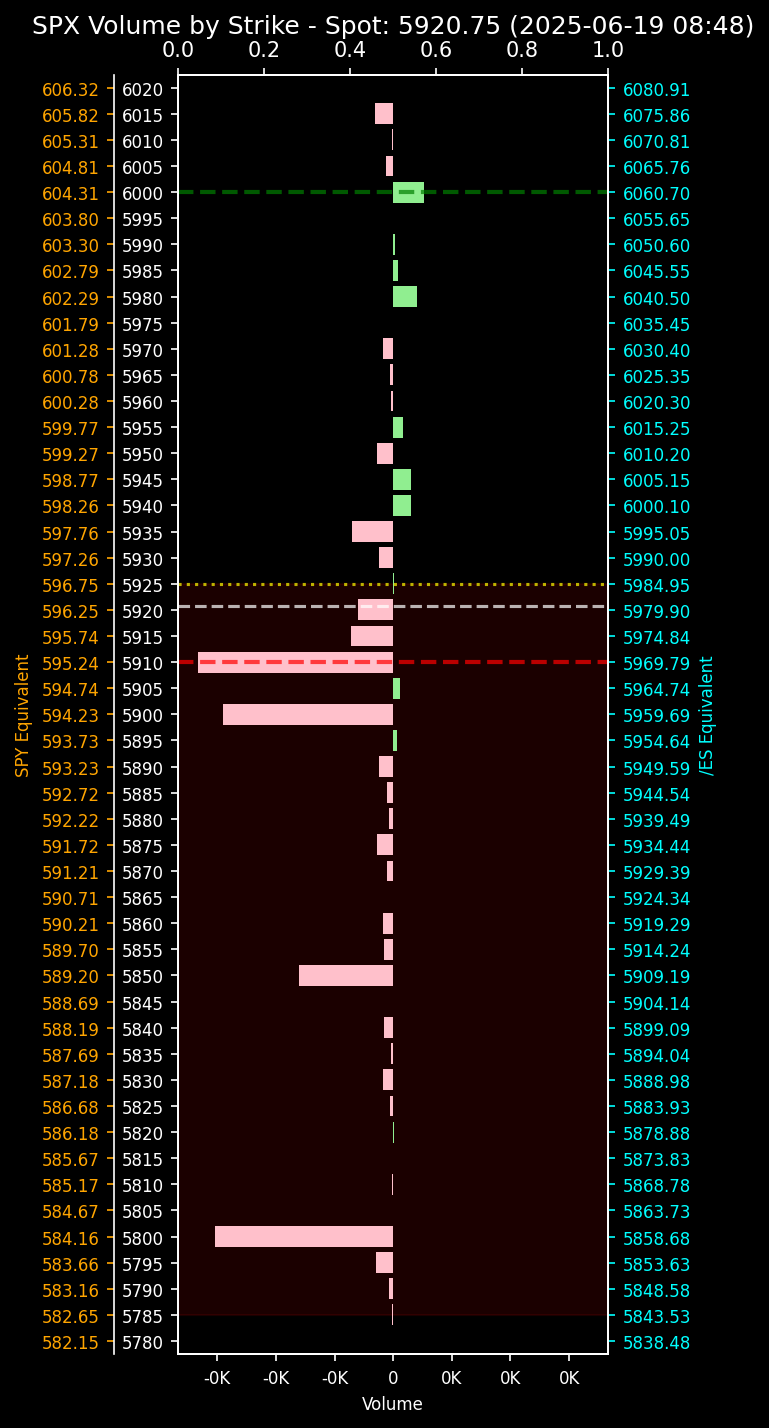 SPX Volume by Strike - Spot: 5920.75 (2025-06-19 08:48)
0.0 0.2 0.4 0.6 0.8 1.0
606.32 6020 6080.91
605.82 6015 6075.86
605.31 6010 6070.81
604.81 6005 6065.76
604.31 6000 6060.70
603.80 5995 6055.65
603.30 5990 6050.60
602.79 5985 6045.55
602.29 5980 6040.50
601.79 5975 6035.45
601.28 5970 6030.40
600.78 5965 6025.35
600.28 5960 6020.30
599.77 5955 6015.25
599.27 5950 6010.20
598.77 5945 6005.15
598.26 5940 6000.10
597.76 5935 5995.05
597.26 5930 5990.00
596.75 5925 5984.95
596.25 5920 5979.90
595.74 5915 5974.84
595.24 5910 5969.79
594.74 5905 5964.74
594.23 5900 5959.69
593.73 5895 5954.64
593.23 5890 5949.59
592.72 5885 5944.54
592.22 5880 5939.49
591.72 5875 5934.44
591.21 5870 5929.39
590.71 5865 5924.34
590.21 5860 5919.29
589.70 5855 5914.24
589.20 5850 5909.19
588.69 5845 5904.14
588.19 5840 5899.09
587.69 5835 5894.04
587.18 5830 5888.98
586.68 5825 5883.93
586.18 5820 5878.88
585.67 5815 5873.83
585.17 5810 5868.78
584.67 5805 5863.73
584.16 5800 5858.68
583.66 5795 5853.63
583.16 5790 5848.58
582.65 5785 5843.53
582.15 5780 5838.48
SPY Equivalent
/ES Equivalent
-0K -0K -0K 0 0K 0K 0K
Volume